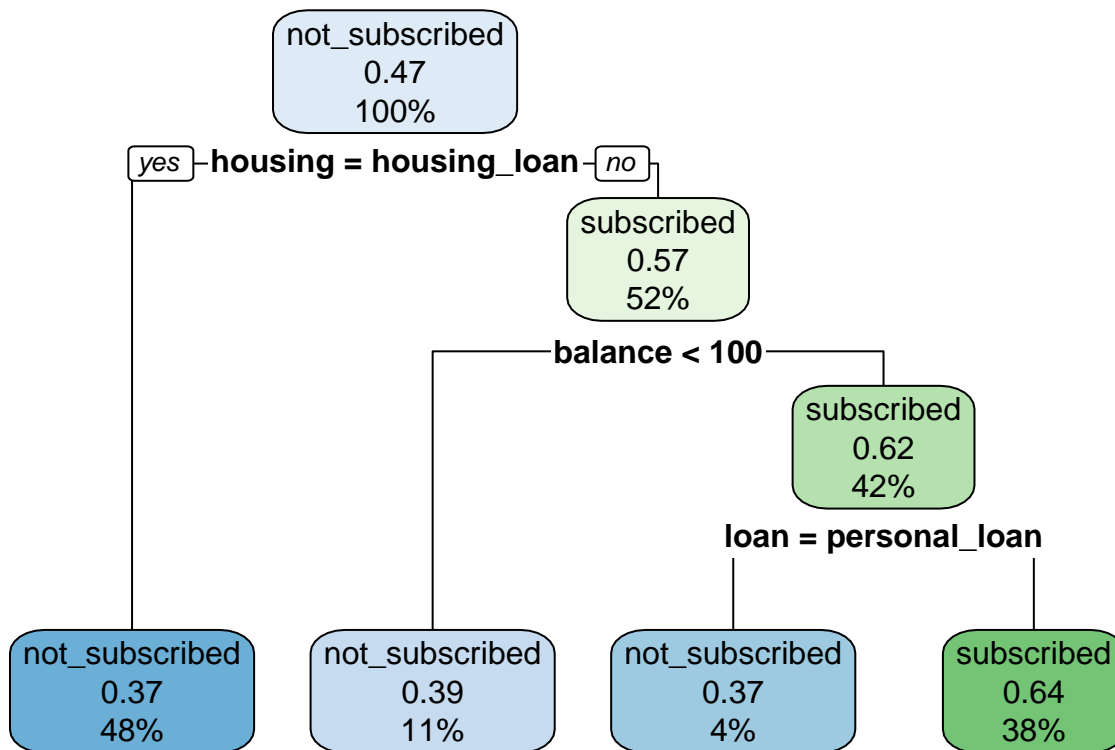 not_subscribed
0.47
100%
yes housing = housing_loan no
subscribed
0.57
52%
balance < 100
subscribed
0.62
42%
loan = personal_loan
not_subscribed
0.37
48%
not_subscribed
0.39
11%
not_subscribed
0.37
4%
subscribed
0.64
38%